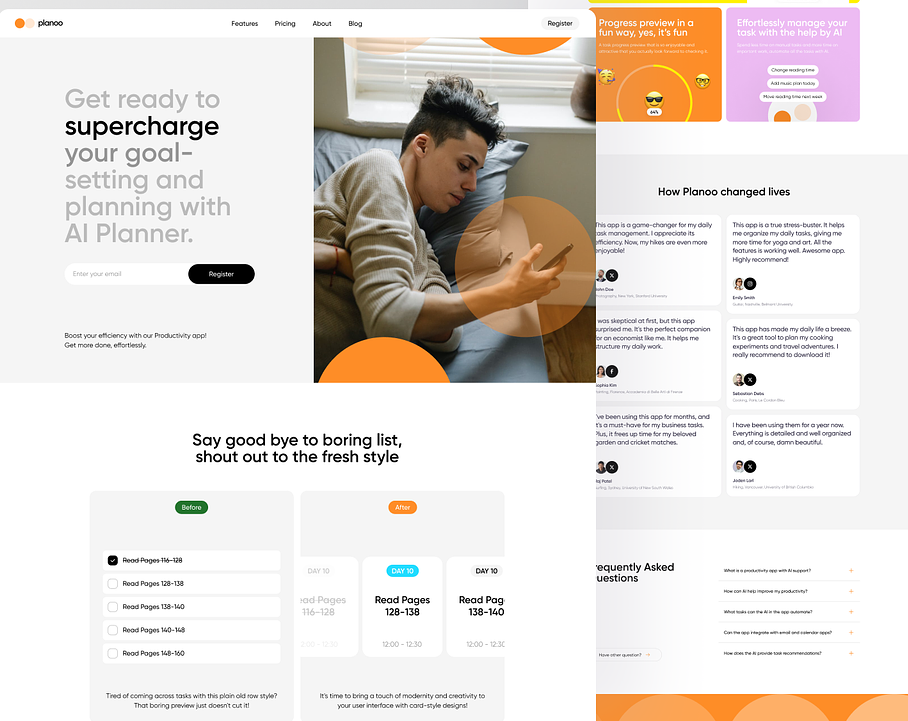 planoo
Features
Pricing
About
Blog
Register
Get ready to
supercharge
your goal-
setting and
planning with
AI Planner.
Enter your email
Register
Boost your efficiency with our Productivity app!
Get more done, effortlessly.
Say good bye to boring list,
shout out to the fresh style
Before
Read Pages 116-128
Read Pages 128-138
Read Pages 138-140
Read Pages 140-148
Read Pages 148-160
Tired of coming across tasks with this plain old row style?
That boring preview just doesn't cut it!
After
DAY 10
ead Pages
116-128
12:00 - 12:30
DAY 10
Read Pages
128-138
12:00 - 12:30
DAY 10
Read Pag
138-140
12:00 - 12:30
It's time to bring a touch of modernity and creativity to
your user interface with card-style designs!
Progress preview in a
fun way, yes, it's fun
A task progress preview that is so enjoyable and
attractive that you actually look forward to checking it.
64%
Effortlessly manage your
task with the help by AI
Change reading time
Add music plan today
Move reading time next week
How Planoo changed lives
This app is a game-changer for my daily
task management. I appreciate its
efficiency. Now, my hikes are even more
enjoyable!
John Doe
Photography, New York, Stanford University
This app is a true stress-buster. It helps
me organize my daily tasks, giving me
more time for yoga and art. All the
features is working well. Awesome app.
Highly recommend!
Emily Smith
was skeptical at first, but this app
surprised me. It's the perfect companion
for an economist like me. It helps me
structure my daily work.
Sophia Kim
This app has made my daily life a breeze.
It's a great tool to plan my cooking
experiments and travel adventures. I
really recommend to download it!
Sebastian Debs
Cooking, Paris Le Cordon Bleu
I've been using this app for months, and
it's a must-have for my business tasks.
Plus, it frees up time for my beloved
garden and cricket matches.
Raj Patel
Surfing, Sydney, University of New South Wales
I have been using them for a year now.
Everything is detailed and well organized
and, of course, damn beautiful.
Jaden Lait
Hiking, Vancouver University of British Columbia
requently Asked
uestions
Have other question?
What is a productivity app with AI support?
How can AI help improve my productivity?
What tasks can the AI in the app automate?
Can the app integrate with email and calendar apps?
How does the AI provide task recommendations?